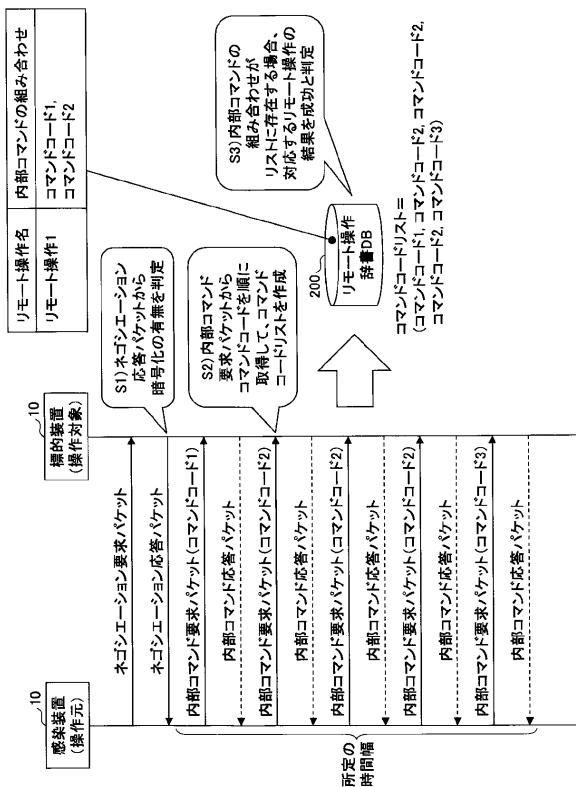 10
感染装置
(操作元)
10
標的装置
(操作対象)
リモート操作名
内部コマンドの組み合わせ
リモート操作1
コマンドコード1,
コマンドコード2
ネゴシエーション要求パケット
ネゴシエーション応答パケット
内部コマンド要求パケット(コマンドコード1)
内部コマンド応答パケット
内部コマンド要求パケット(コマンドコード2)
内部コマンド応答パケット
内部コマンド要求パケット(コマンドコード2)
内部コマンド応答パケット
内部コマンド要求パケット(コマンドコード2)
内部コマンド応答パケット
内部コマンド要求パケット(コマンドコード3)
内部コマンド応答パケット
所定の
時間幅
S1)ネゴシエーション
応答パケットから
暗号化の有無を判定
S2)内部コマンド
要求パケットから
コマンドコードを順に
取得して、コマンド
コードリストを作成
200
リモート操作
辞書DB
S3)内部コマンドの
組み合わせが
リストに存在する場合、
対応するリモート操作の
結果を成功と判定
コマンドコードリスト=
(コマンドコード1, コマンドコード2, コマンドコード2,
コマンドコード2, コマンドコード3)